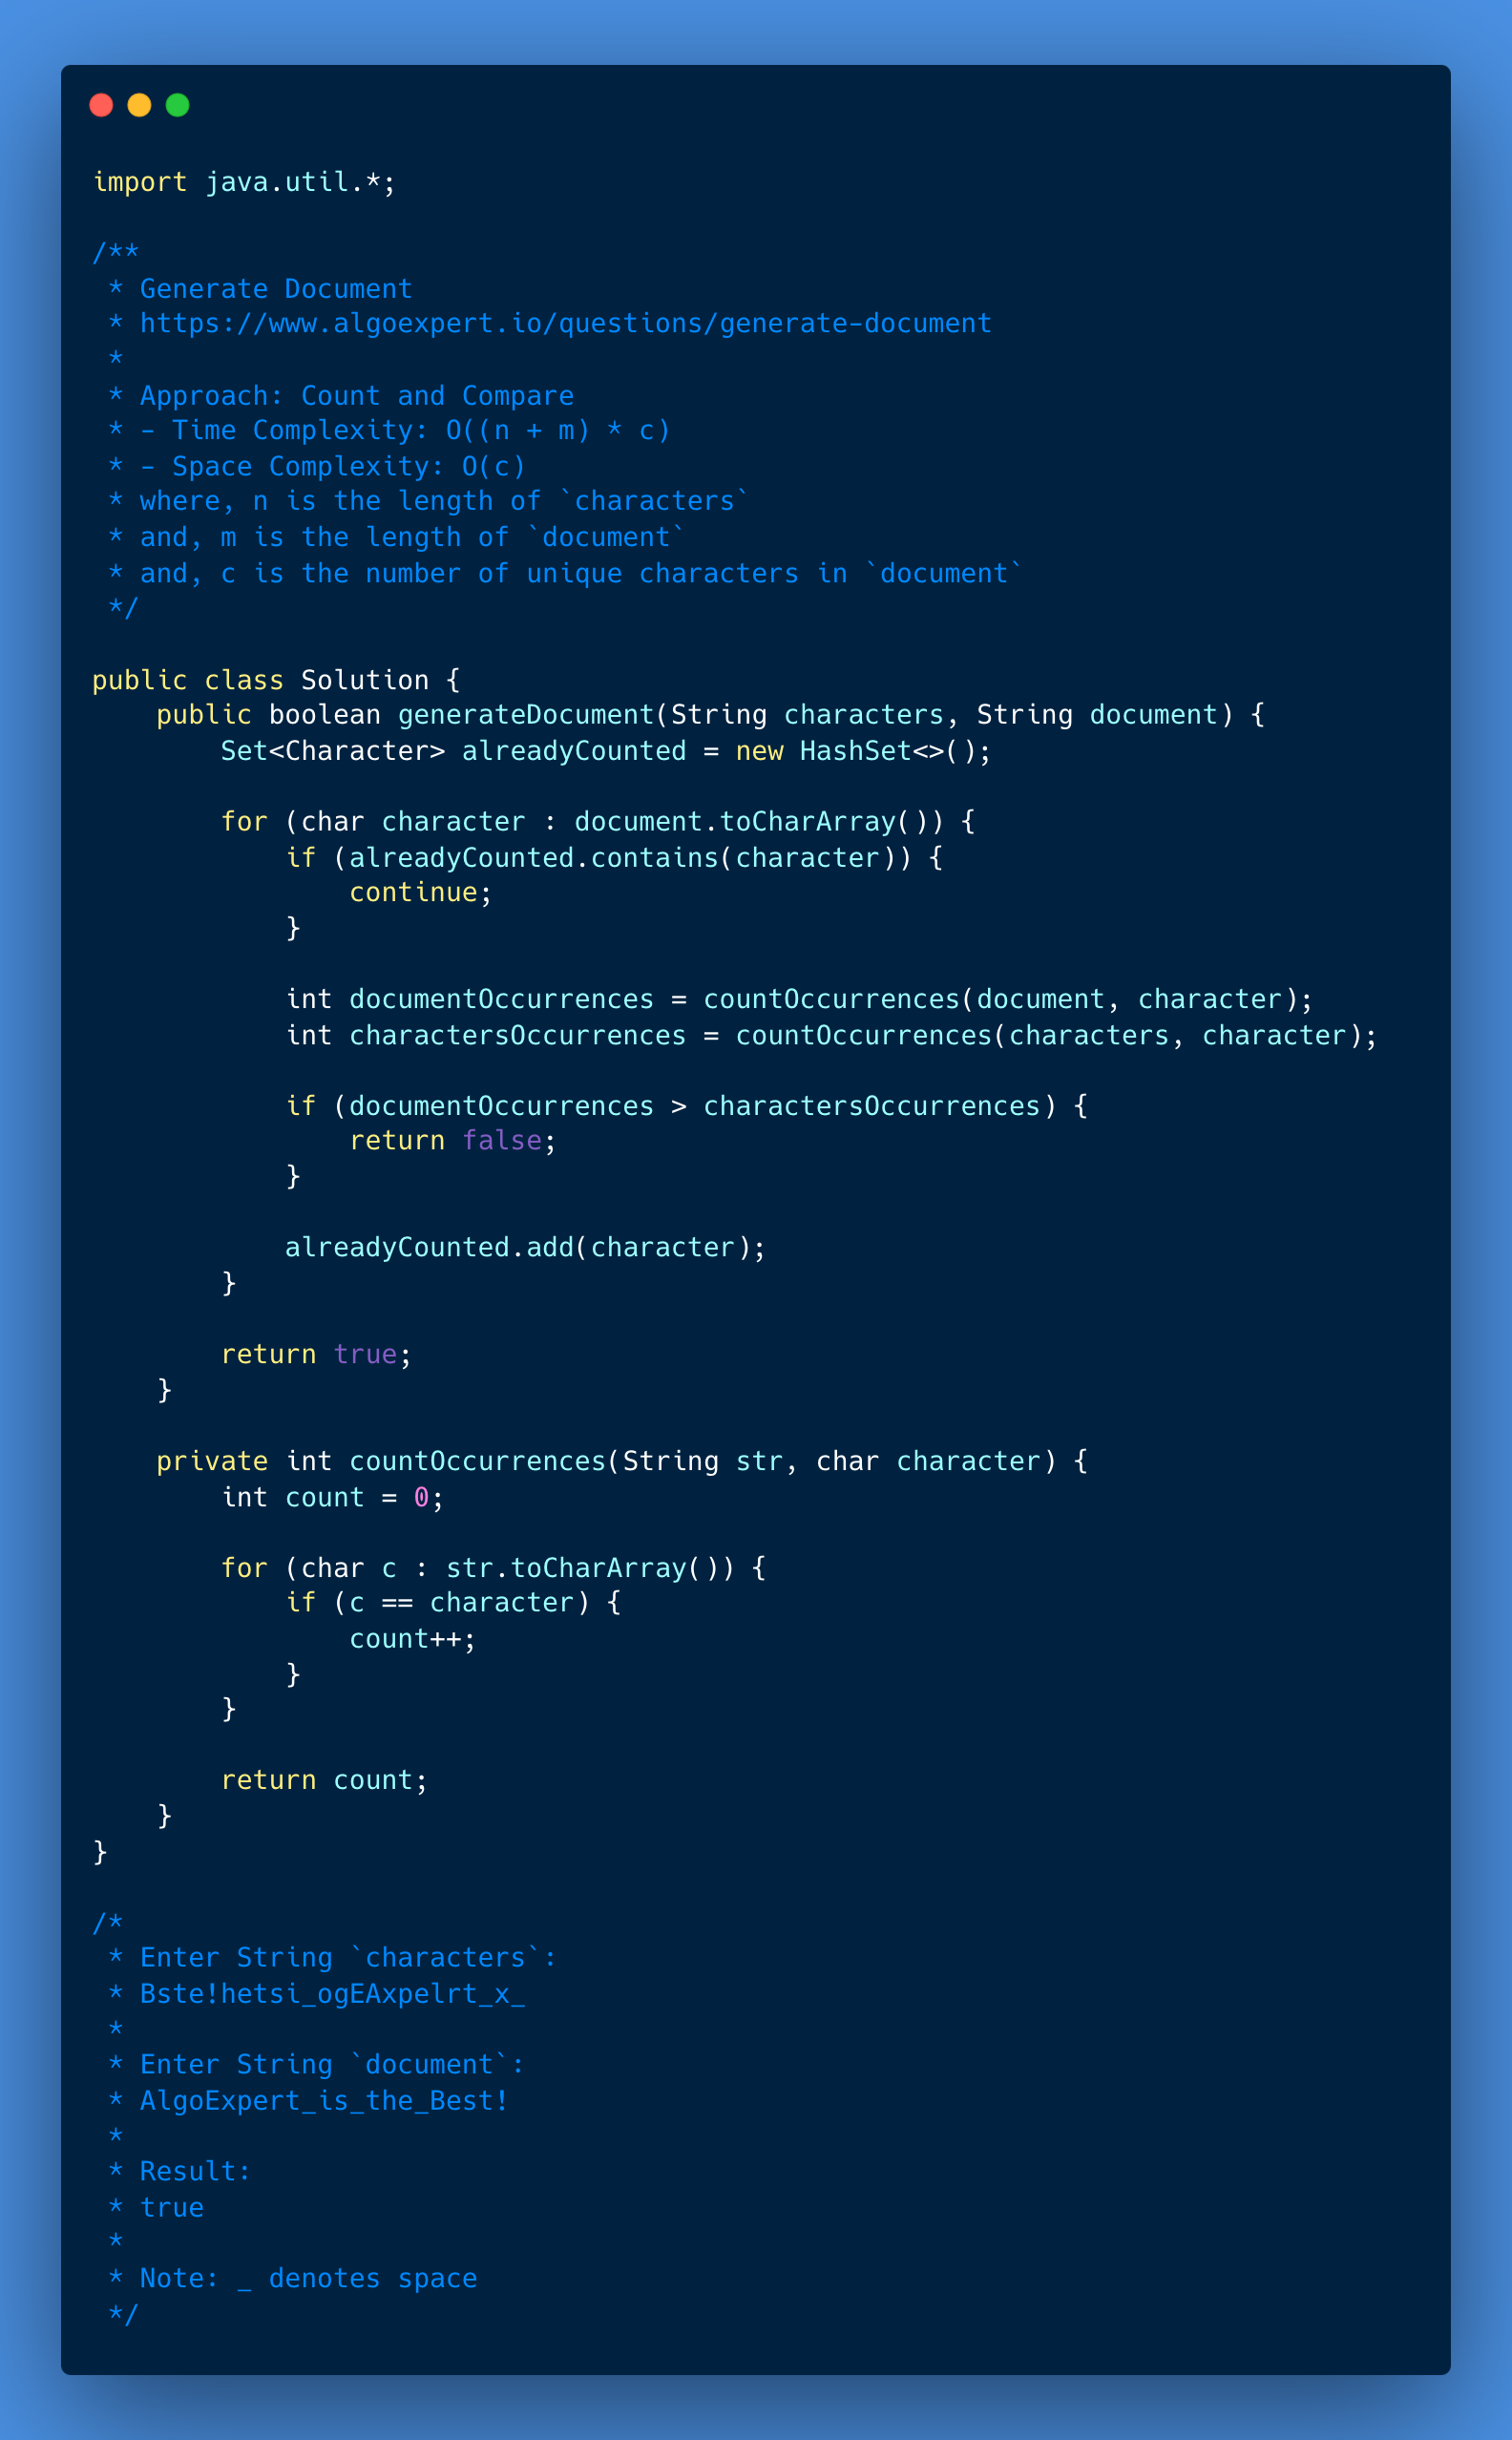 import java.util.*;

/**
 * Generate Document
 * https://www.algoexpert.io/questions/generate-document
 *
 * Approach: Count and Compare
 * - Time Complexity: O((n + m) * c)
 * - Space Complexity: O(c)
 * where, n is the length of `characters`
 * and, m is the length of `document`
 * and, c is the number of unique characters in `document`
 */

public class Solution {
    public boolean generateDocument(String characters, String document) {
        Set<Character> alreadyCounted = new HashSet<>();

        for (char character : document.toCharArray()) {
            if (alreadyCounted.contains(character)) {
                continue;
            }

            int documentOccurrences = countOccurrences(document, character);
            int charactersOccurrences = countOccurrences(characters, character);

            if (documentOccurrences > charactersOccurrences) {
                return false;
            }

            alreadyCounted.add(character);
        }

        return true;
    }

    private int countOccurrences(String str, char character) {
        int count = 0;

        for (char c : str.toCharArray()) {
            if (c == character) {
                count++;
            }
        }

        return count;
    }
}

/*
 * Enter String `characters`:
 * Bste!hetsi_ogEAxpelrt_x_
 *
 * Enter String `document`:
 * AlgoExpert_is_the_Best!
 *
 * Result:
 * true
 *
 * Note: _ denotes space
 */